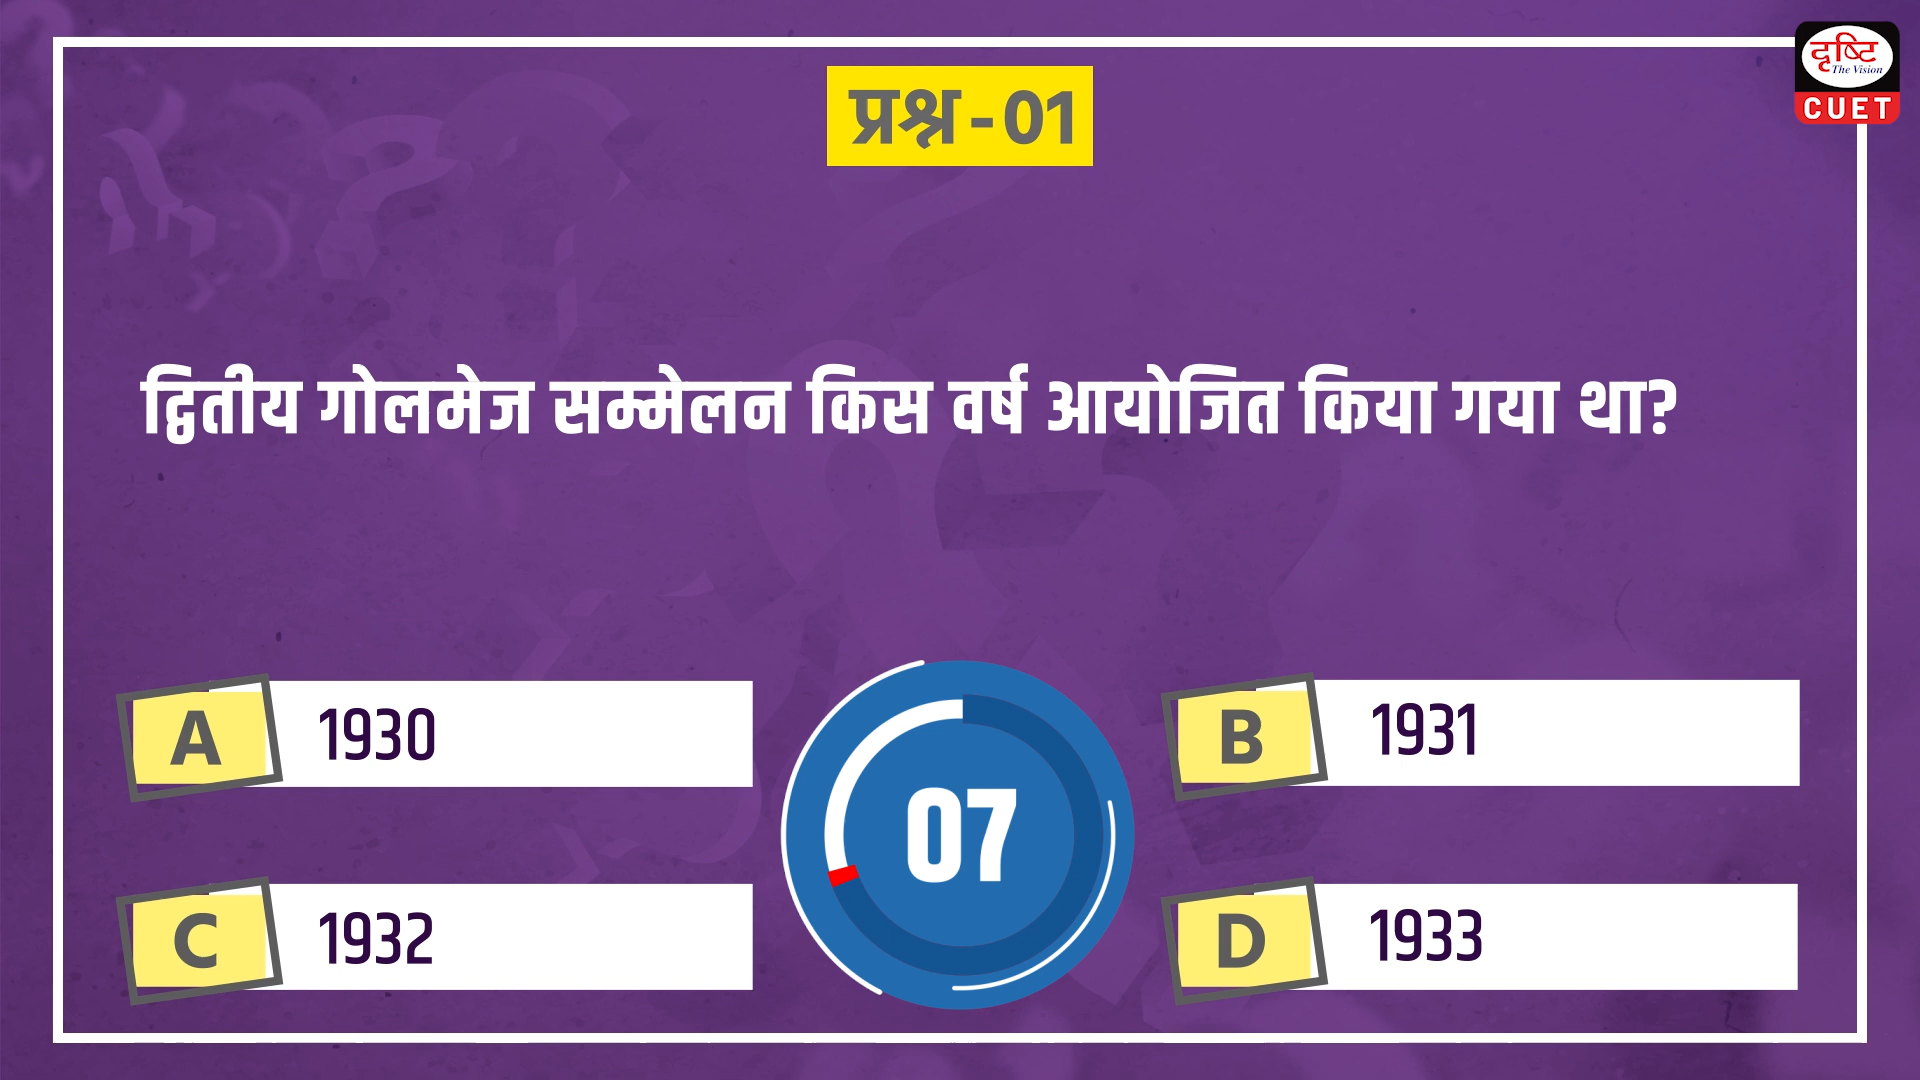 दृष्टि
The Vision
CUET
प्रश्न - 01
द्वितीय गोलमेज सम्मेलन किस वर्ष आयोजित किया गया था?
A 1930
B 1931
07
C 1932
D 1933